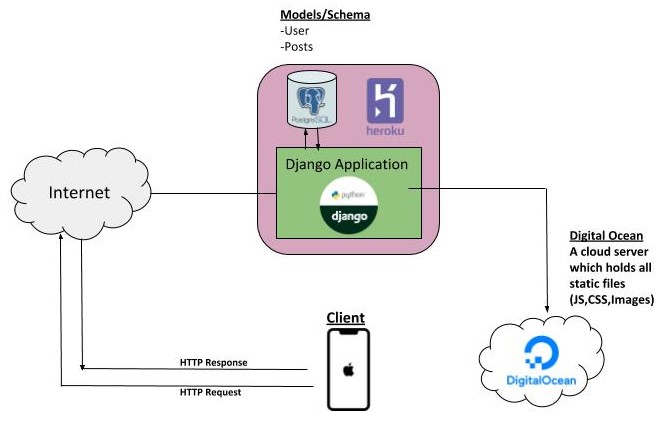 Models/Schema
-User
-Posts
PostgreSQL
heroku
Django Application
python
django
Internet
Digital Ocean
A cloud server
which holds all
static files
(JS,CSS,Images)
Client
HTTP Response
HTTP Request
DigitalOcean